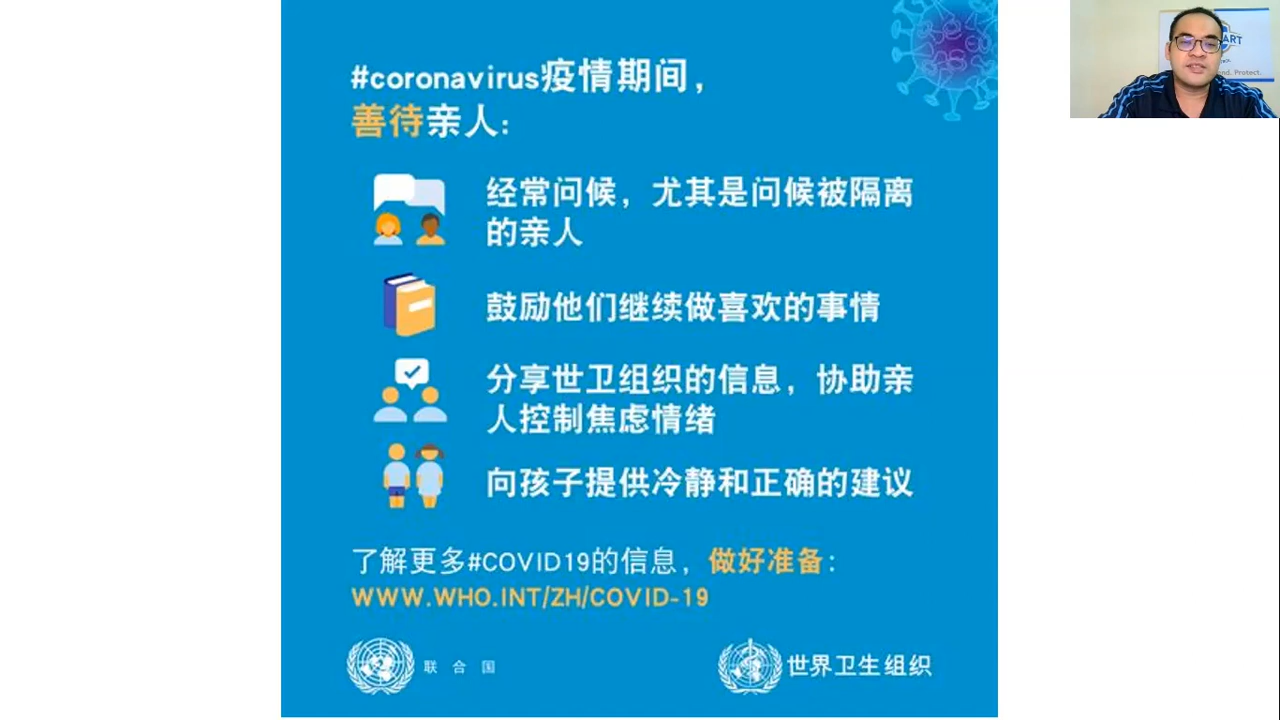 #coronavirus疫情期间，
善待亲人：
经常问候，尤其是问候被隔离
的亲人
鼓励他们继续做喜欢的事情
分享世卫组织的信息，协助亲
人控制焦虑情绪
向孩子提供冷静和正确的建议
了解更多#COVID19的信息，做好准备：
WWW.WHO.INT/ZH/COVID-19
联合国
世界卫生组织
ART
ond. Protect.